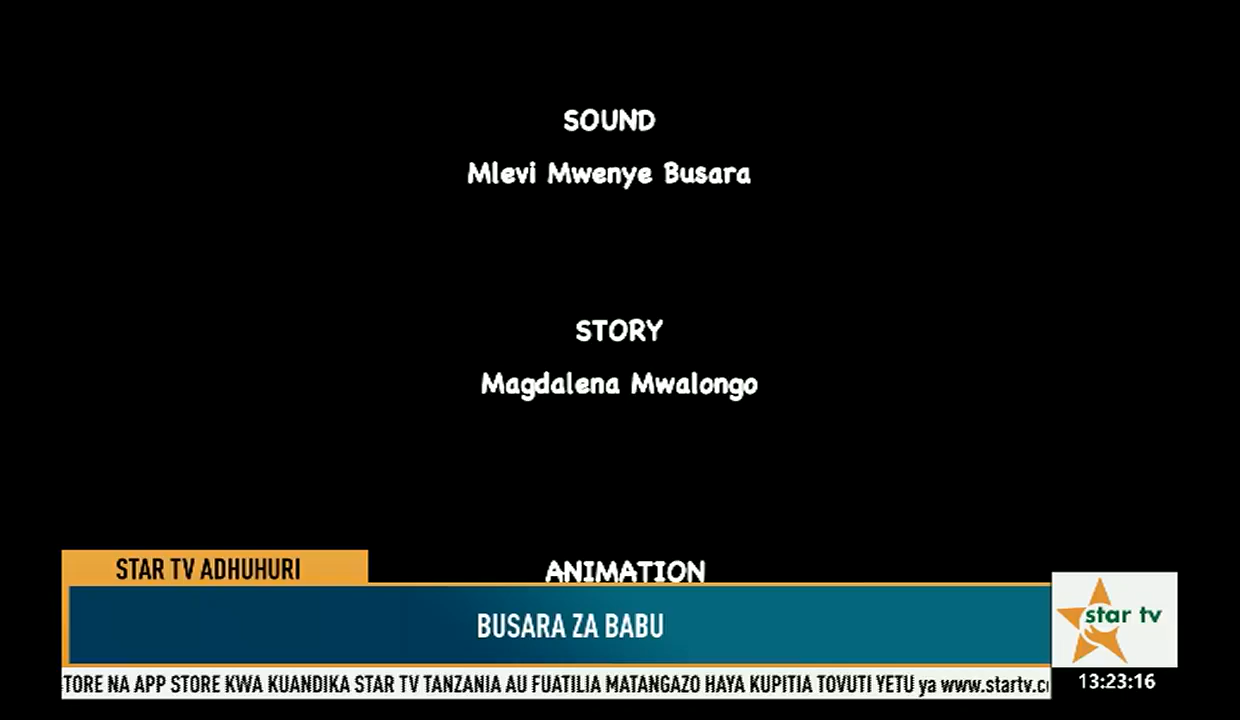 SOUND
Mlevi Mwenye Busara
STORY
Magdalena Mwalongo
ANIMATION
STAR TV ADHUHURI
BUSARA ZA BABU
star tv
TORE NA APP STORE KWA KUANDIKA STAR TV TANZANIA AU FUATILIA MATANGAZO HAYA KUPITIA TOVUTI YETU ya www.startv.c
13:23:16